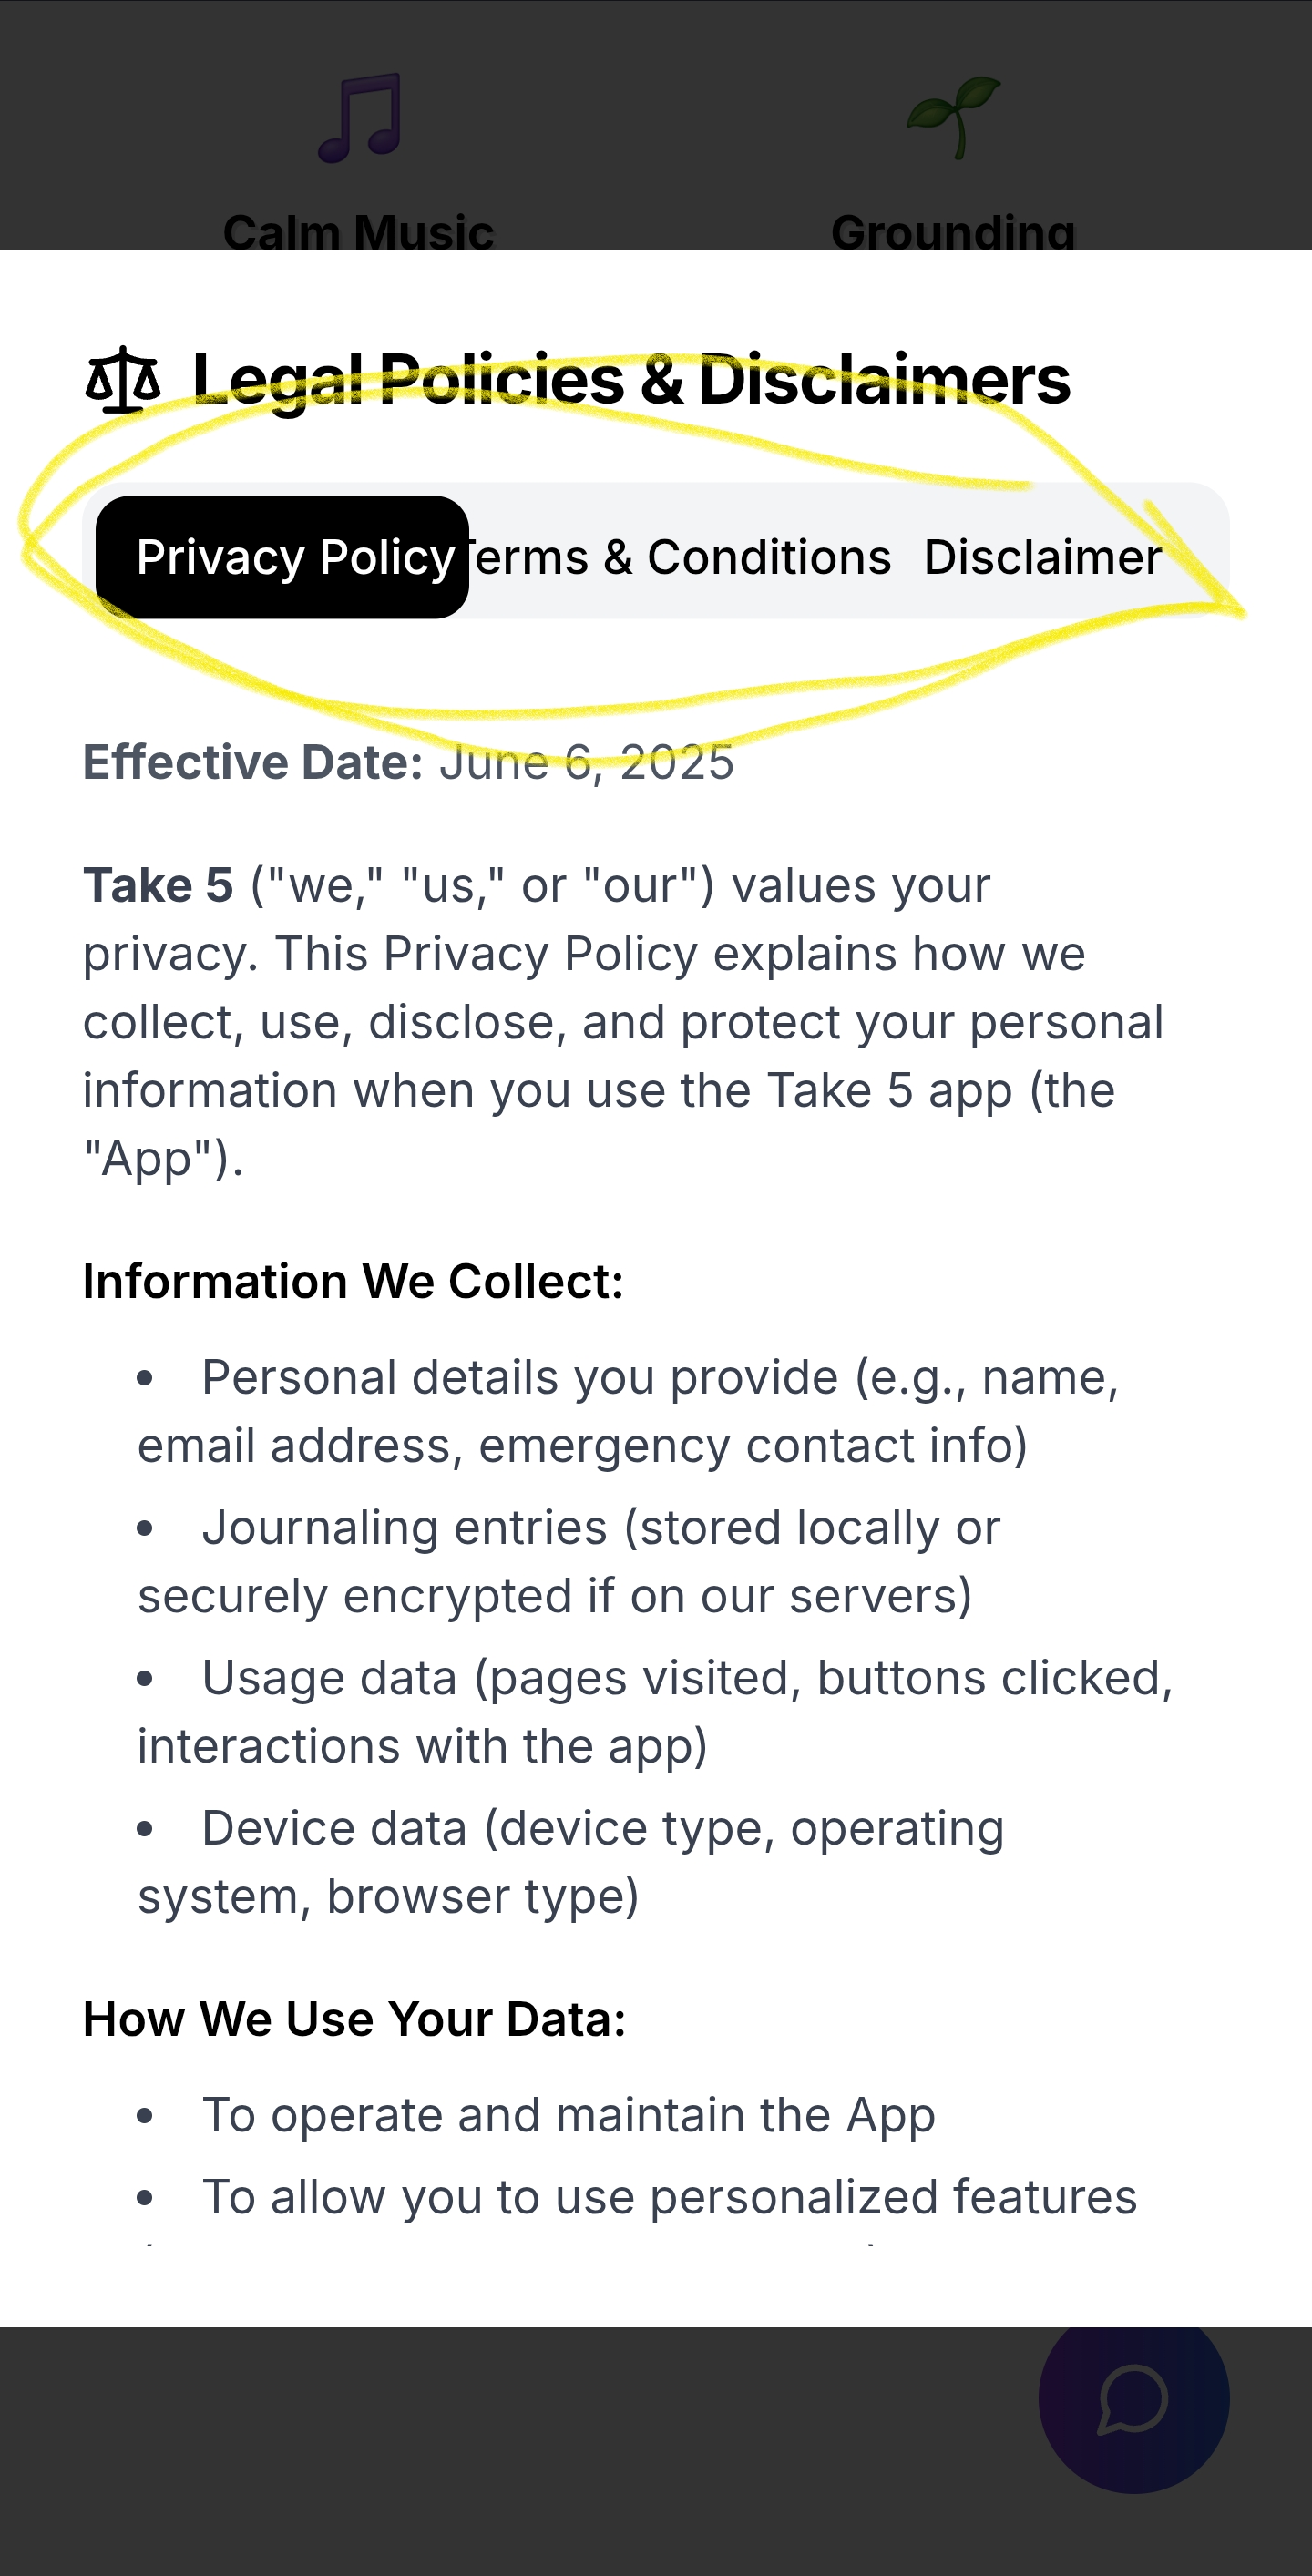 Calm Music
Grounding
Legal Policies & Disclaimers
Privacy Policy Terms & Conditions Disclaimer
Effective Date: June 6, 2025
Take 5 ("we," "us," or "our") values your
privacy. This Privacy Policy explains how we
collect, use, disclose, and protect your personal
information when you use the Take 5 app (the
"App").
Information We Collect:
• Personal details you provide (e.g., name,
email address, emergency contact info)
• Journaling entries (stored locally or
securely encrypted if on our servers)
• Usage data (pages visited, buttons clicked,
interactions with the app)
• Device data (device type, operating
system, browser type)
How We Use Your Data:
• To operate and maintain the App
• To allow you to use personalized features